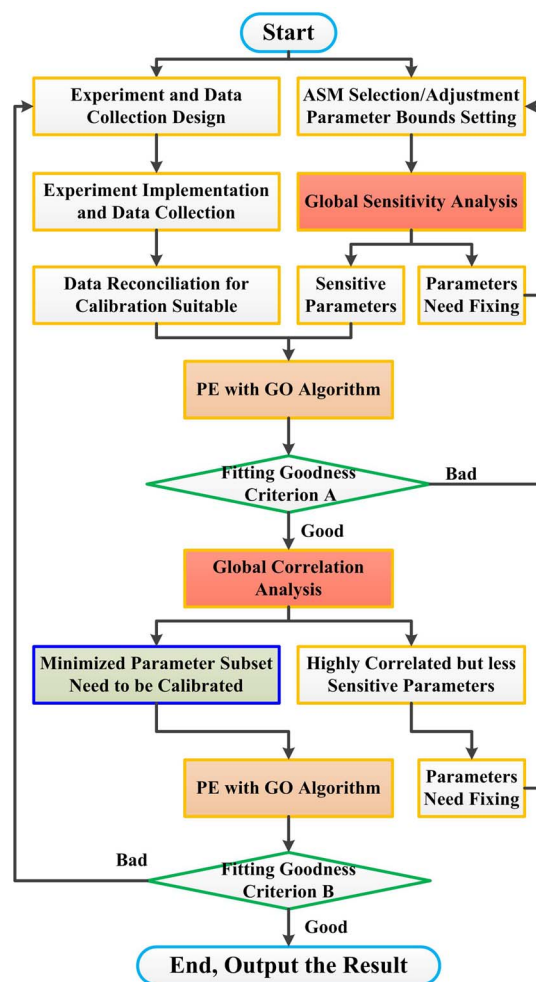 Start
Experiment and Data
Collection Design
ASM Selection/Adjustment
Parameter Bounds Setting
Experiment Implementation
and Data Collection
Global Sensitivity Analysis
Data Reconciliation for
Calibration Suitable
Sensitive
Parameters
Parameters
Need Fixing
PE with GO Algorithm
Fitting Goodness
Criterion A
Bad
Good
Global Correlation
Analysis
Minimized Parameter Subset
Need to be Calibrated
Highly Correlated but less
Sensitive Parameters
PE with GO Algorithm
Parameters
Need Fixing
Bad
Fitting Goodness
Criterion B
Good
End, Output the Result